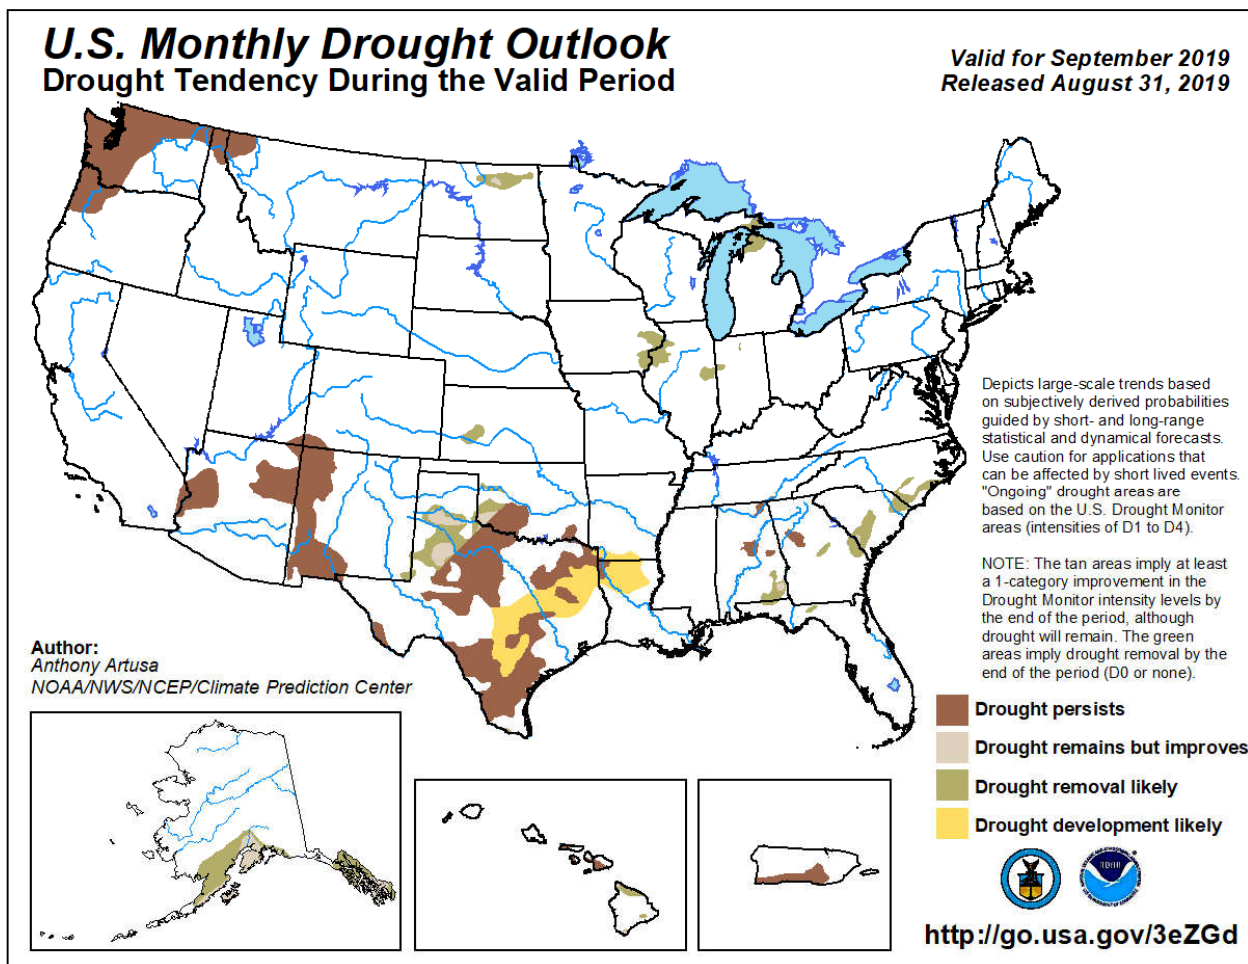 U.S. Monthly Drought Outlook
Drought Tendency During the Valid Period
Valid for September 2019
Released August 31, 2019
Depicts large-scale trends based
on subjectively derived probabilities
guided by short- and long-range
statistical and dynamical forecasts.
Use caution for applications that
can be affected by short lived events.
"Ongoing" drought areas are
based on the U.S. Drought Monitor
areas (intensities of D1 to D4).
NOTE: The tan areas imply at least
a 1-category improvement in the
Drought Monitor intensity levels by
the end of the period, although
drought will remain. The green
areas imply drought removal by the
end of the period (D0 or none).
Author:
Anthony Artusa
NOAA/NWS/NCEP/Climate Prediction Center
Drought persists
Drought remains but improves
Drought removal likely
Drought development likely
http://go.usa.gov/3eZGd